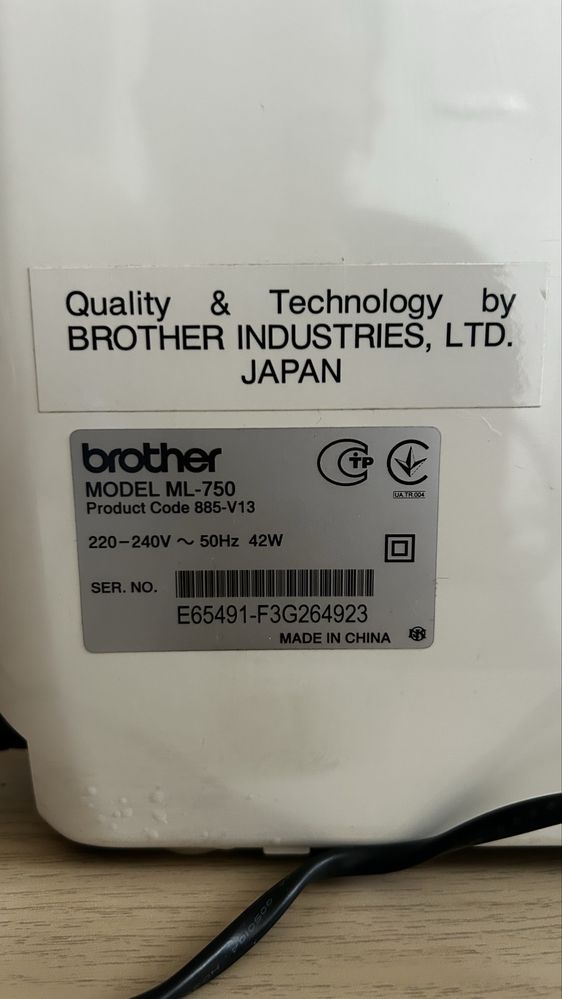 Quality & Technology by
BROTHER INDUSTRIES, LTD.
JAPAN
brother
MODEL ML-750
Product Code 885-V13
220-240V ~ 50Hz 42W
SER. NO.
E65491-F3G264923
MADE IN CHINA
CTP
UA.TR.004